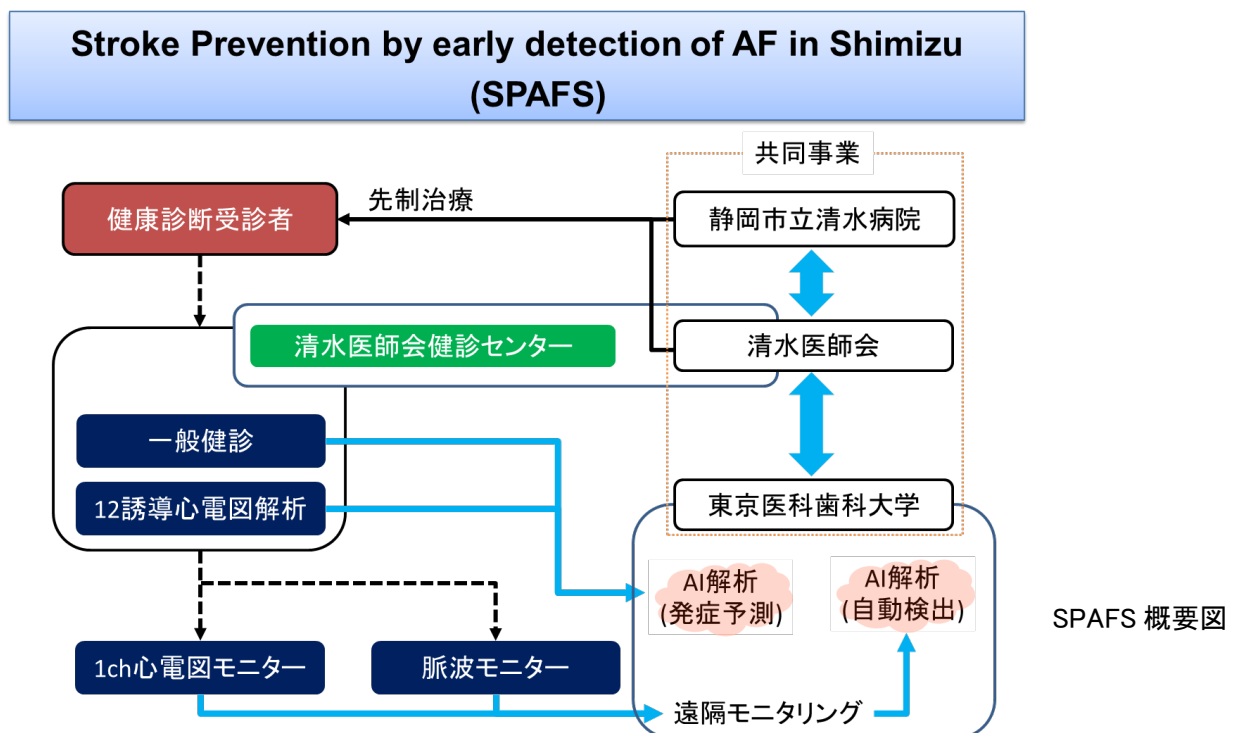 Stroke Prevention by early detection of AF in Shimizu
(SPAFS)
共同事業
健康診断受診者
先制治療
静岡市立清水病院
清水医師会健診センター
清水医師会
一般健診
12誘導心電図解析
東京医科歯科大学
AI解析
(発症予測)
AI解析
(自動検出)
SPAFS 概要図
1ch心電図モニター
脈波モニター
遠隔モニタリング